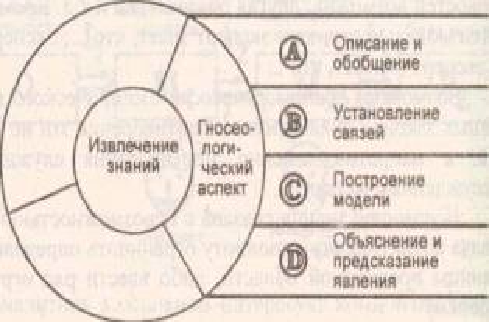 Извлечение
знаний
Гносео-
логи-
ческий
аспект
A Описание и
обобщение
B Установление
связей
C Построение
модели
D Объяснение и
предсказание
явления